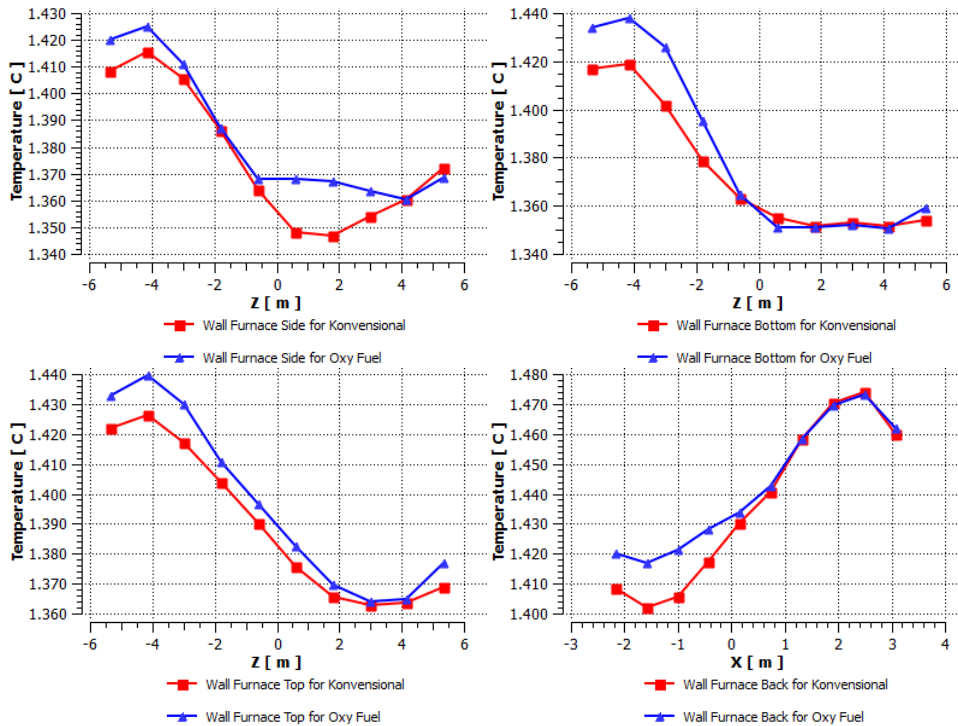 1.430
1.420
1.410
1.400
1.390
1.380
1.370
1.360
1.350
1.340
Temperature [ C ]
-6 -4 -2 0 2 4 6
Z [ m ]
Wall Furnace Side for Konvensional
Wall Furnace Side for Oxy Fuel
1.440
1.420
1.400
1.380
1.360
1.340
Temperature [ C ]
-6 -4 -2 0 2 4 6
Z [ m ]
Wall Furnace Bottom for Konvensional
Wall Furnace Bottom for Oxy Fuel
1.440
1.430
1.420
1.410
1.400
1.390
1.380
1.370
1.360
Temperature [ C ]
-6 -4 -2 0 2 4 6
Z [ m ]
Wall Furnace Top for Konvensional
Wall Furnace Top for Oxy Fuel
1.480
1.470
1.460
1.450
1.440
1.430
1.420
1.410
1.400
Temperature [ C ]
-3 -2 -1 0 1 2 3 4
X [ m ]
Wall Furnace Back for Konvensional
Wall Furnace Back for Oxy Fuel